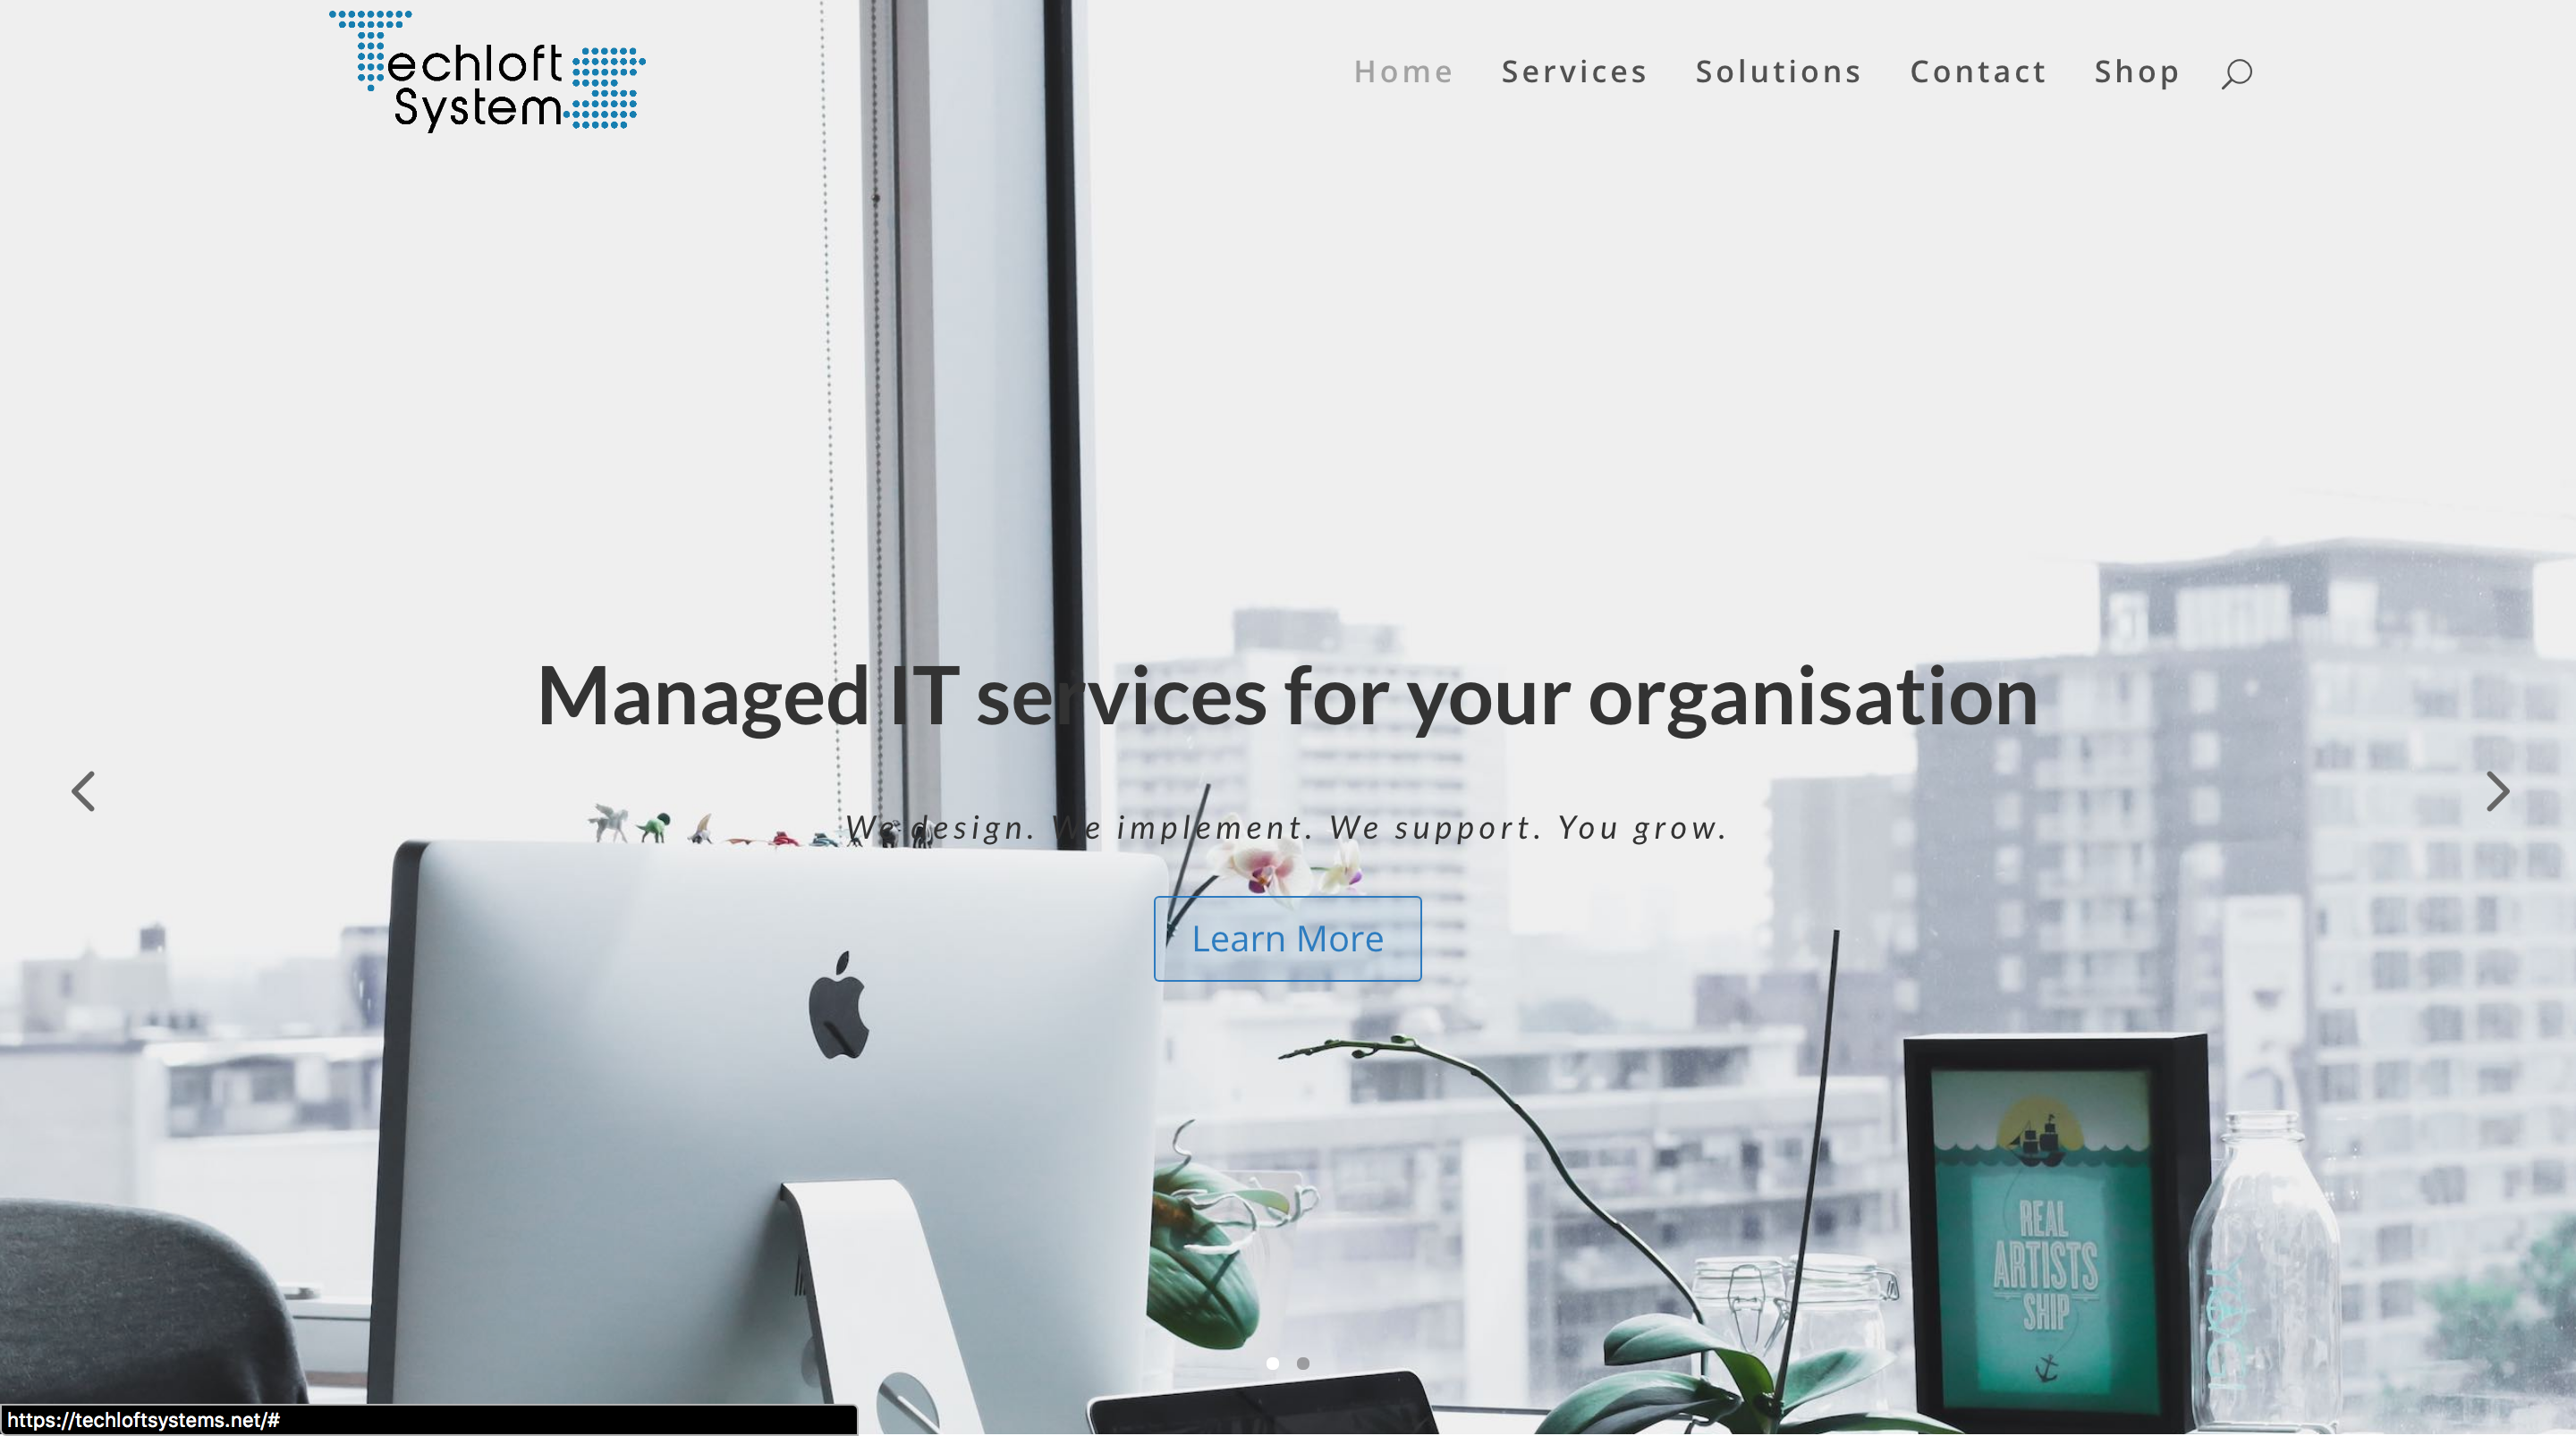 Techloft
SystemS
Home Services Solutions Contact Shop
Managed IT services for your organisation
We design. We implement. We support. You grow.
Learn More
REAL
ARTISTS
SHIP
https://techloftsystems.net/#